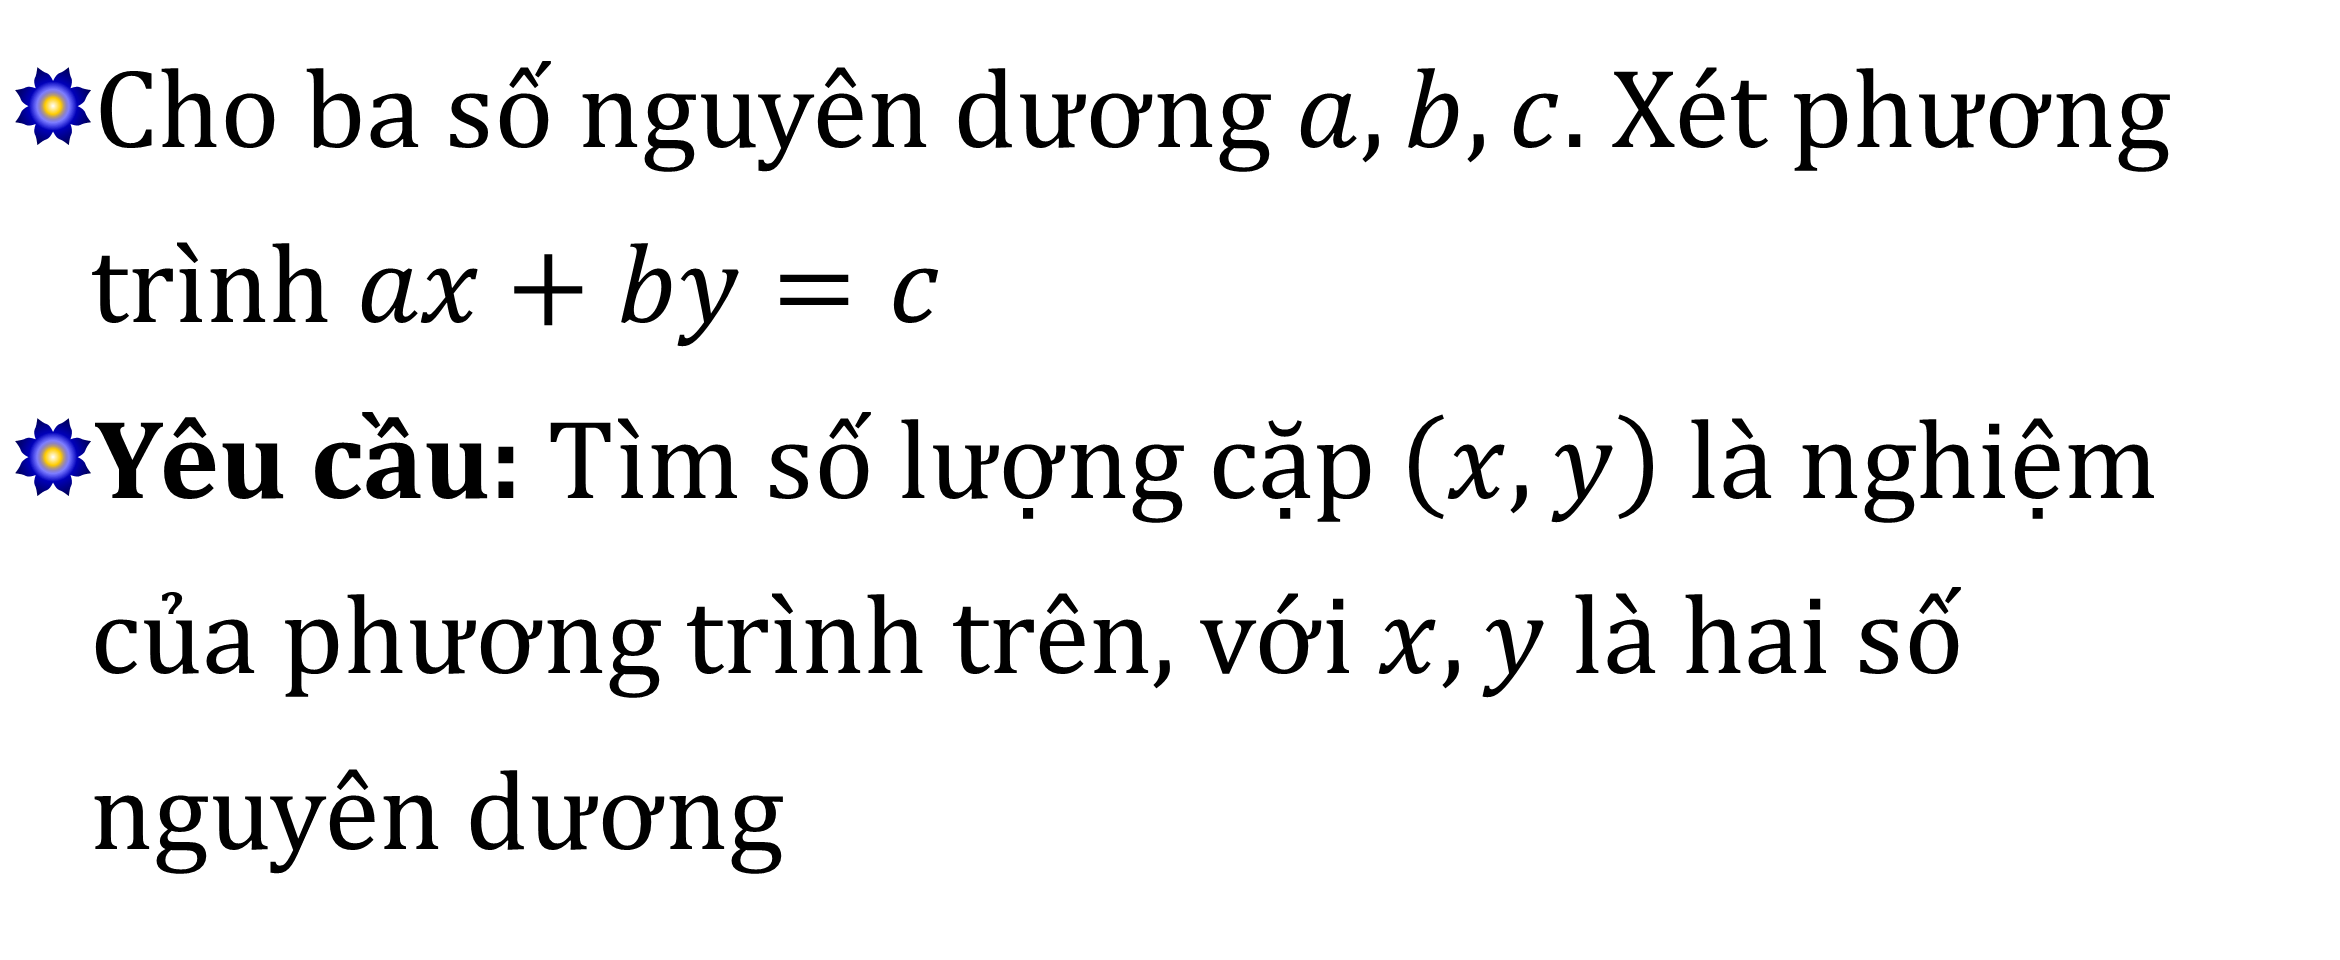 Cho ba số nguyên dương a, b, c. Xét phương
trình ax + by = c
Yêu cầu: Tìm số lượng cặp (x, y) là nghiệm
của phương trình trên, với x, y là hai số
nguyên dương